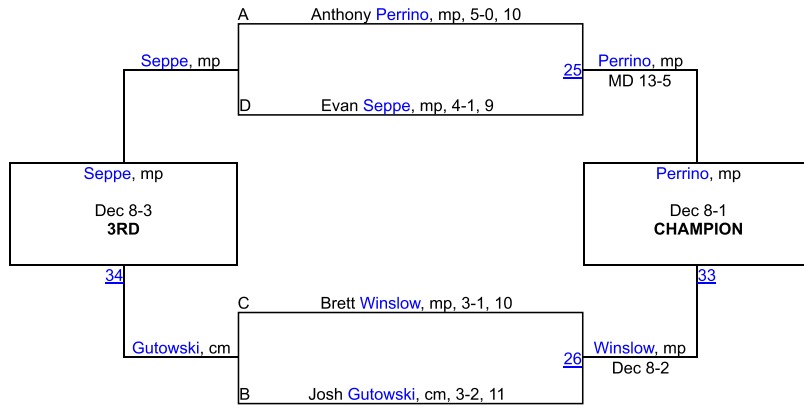 A Anthony Perrino, mp, 5-0, 10
Seppe, mp
25
Perrino, mp
MD 13-5
D Evan Seppe, mp, 4-1, 9
Seppe, mp
Dec 8-3
3RD
Perrino, mp
Dec 8-1
CHAMPION
34
33
C Brett Winslow, mp, 3-1, 10
Gutowski, cm
26
Winslow, mp
Dec 8-2
B Josh Gutowski, cm, 3-2, 11